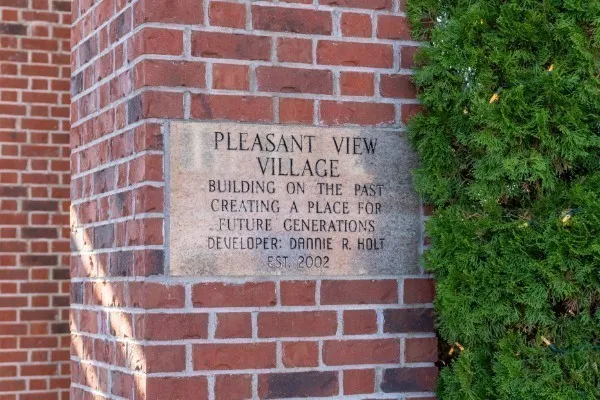 PLEASANT VIEW
VILLAGE
BUILDING ON THE PAST
CREATING A PLACE FOR
FUTURE GENERATIONS
DEVELOPER: DANNIE R. HOLT
EST. 2002